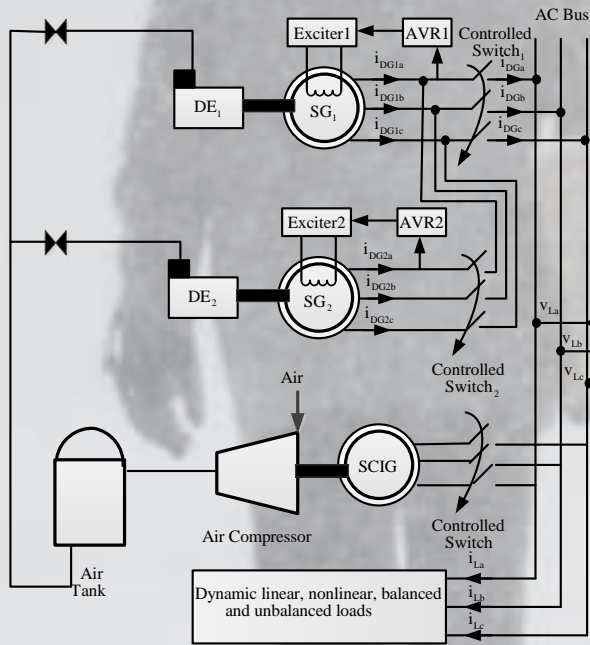 AC Bus
Exciter1
AVR1
Controlled
Switch1
iDG1a
iDGa
DE1
SG1
iDG1b
iDGb
iDG1c
iDGc
Exciter2
AVR2
iDG2a
DE2
SG2
iDG2b
iDG2c
vLa
vLb
vLc
Controlled
Switch2
Air
SCIG
Air Compressor
Controlled
Switch
Air
Tank
iLa
iLb
iLc
Dynamic linear, nonlinear, balanced
and unbalanced loads